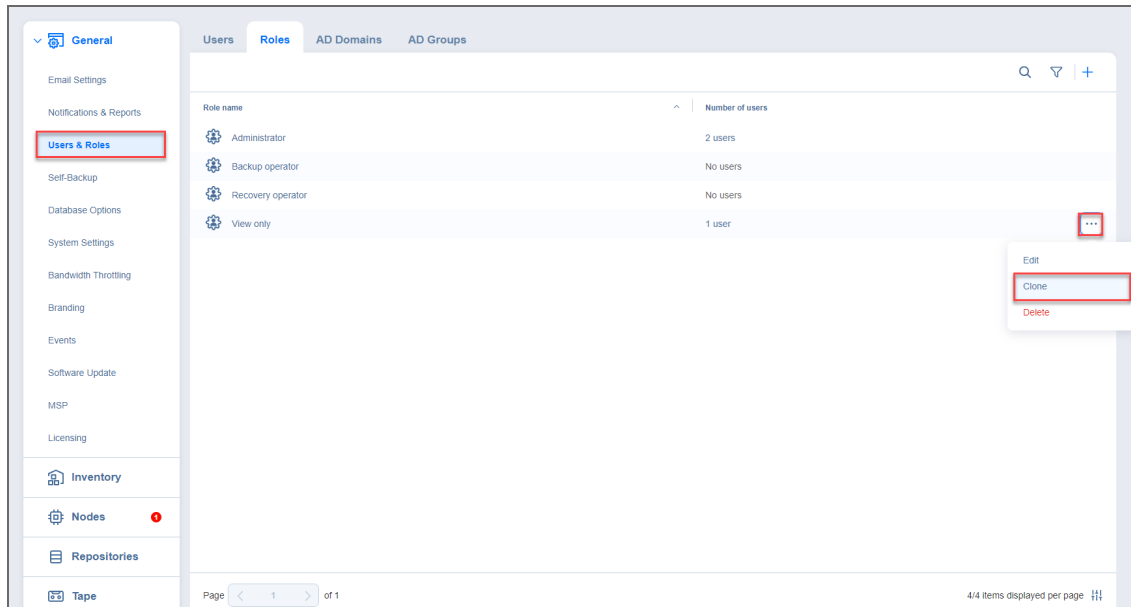 General
Email Settings
Notifications & Reports
Users & Roles
Self-Backup
Database Options
System Settings
Bandwidth Throttling
Branding
Events
Software Update
MSP
Licensing
Inventory
Nodes 1
Repositories
Tape
Users Roles AD Domains AD Groups
Role name Number of users
Administrator 2 users
Backup operator No users
Recovery operator No users
View only 1 user
Edit
Clone
Delete
Page 1 of 1 4/4 items displayed per page